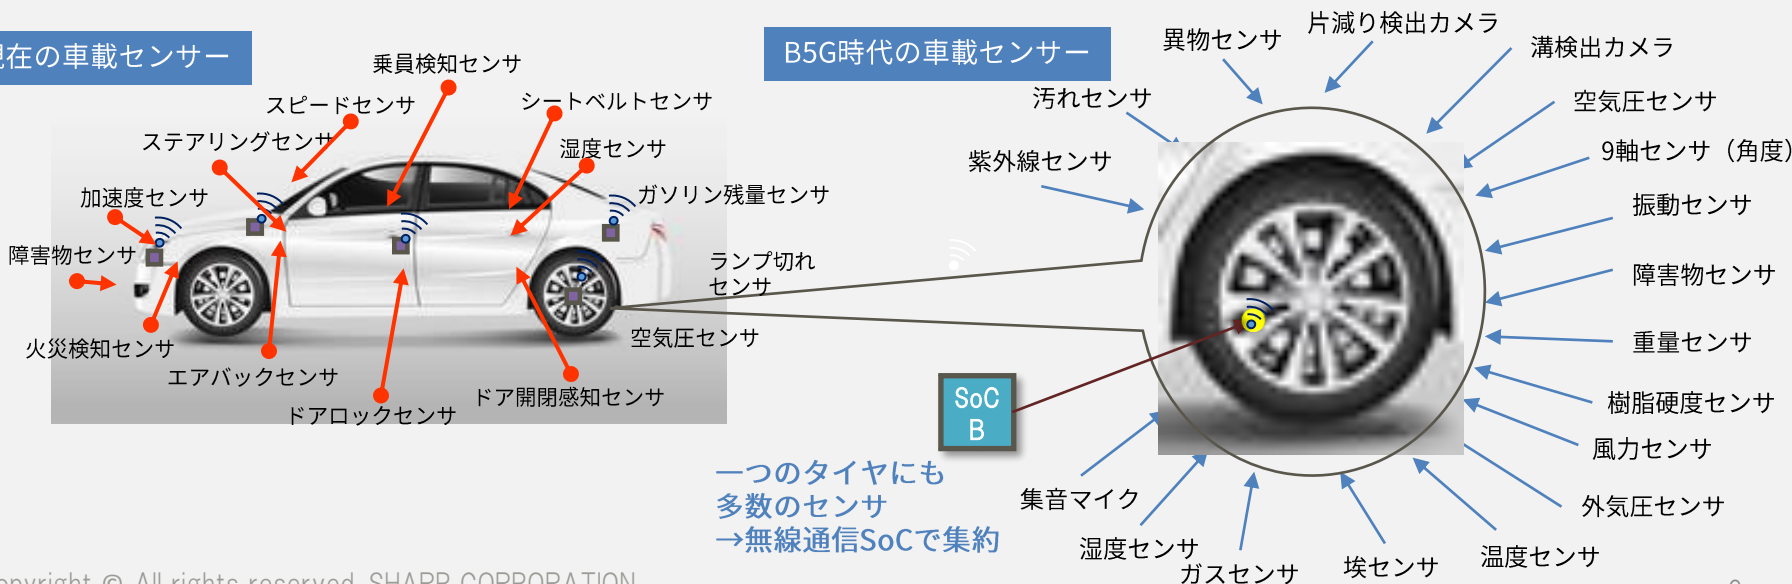 現在の車載センサー
乗員検知センサ
スピードセンサ
シートベルトセンサ
ステアリングセンサ
湿度センサ
加速度センサ
ガソリン残量センサ
障害物センサ
ランプ切れ
センサ
火災検知センサ
空気圧センサ
エアバックセンサ
ドア開閉感知センサ
ドアロックセンサ
B5G時代の車載センサー
異物センサ
片減り検出カメラ
溝検出カメラ
汚れセンサ
空気圧センサ
紫外線センサ
9軸センサ（角度）
振動センサ
障害物センサ
重量センサ
樹脂硬度センサ
風力センサ
外気圧センサ
温度センサ
埃センサ
ガスセンサ
湿度センサ
集音マイク
SoC
B
一つのタイヤにも
多数のセンサ
→無線通信SoCで集約
opyright © All rights reserved. SHARP CORPORATION